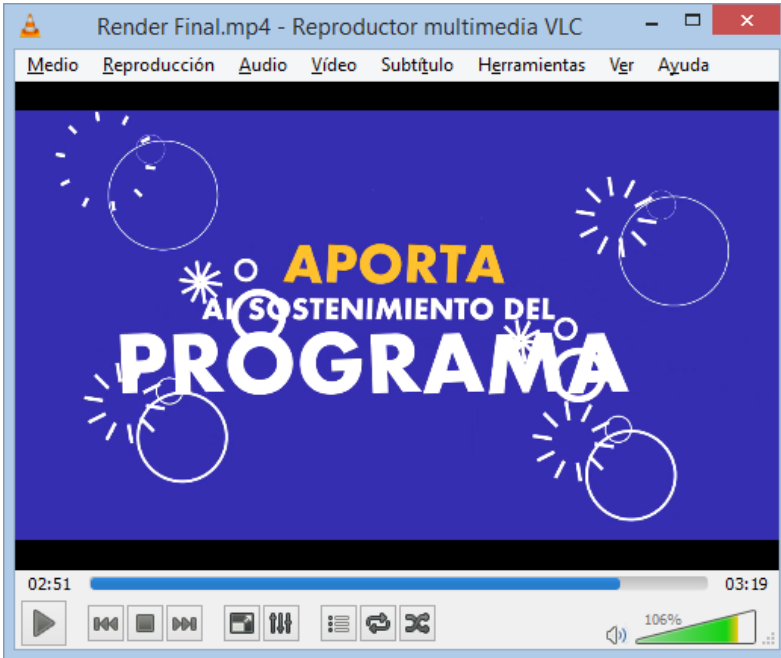 Render Final.mp4 - Reproductor multimedia VLC
Medio Reproducción Audio Vídeo Subtítulo Herramientas Ver Ayuda
APORTA
Al SOSTENIMIENTO DEL
PROGRAMA
02:51 03:19
106%